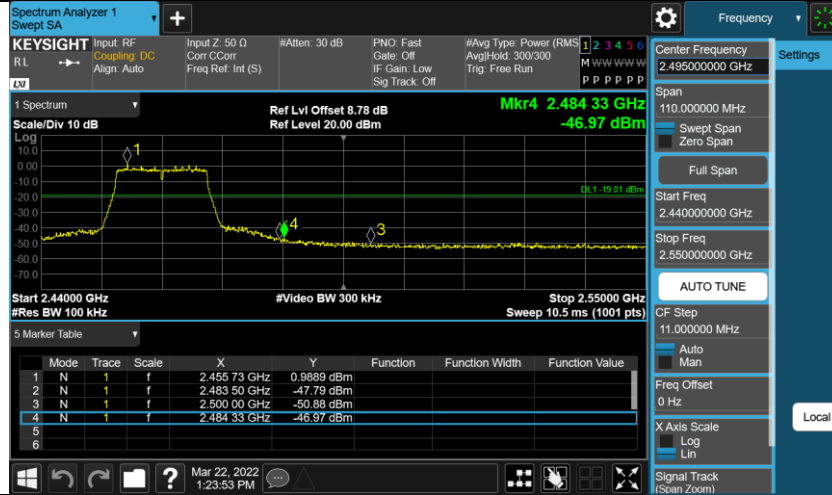 Spectrum Analyzer 1
Swept SA
Frequency
KEYSIGHT
RL
LXI
Input: RF
Coupling: DC
Align: Auto
Input Z: 50 Ω
Corr CCorr
Freq Ref: Int (S)
#Atten: 30 dB
PNO: Fast
Gate: Off
IF Gain: Low
Sig Track: Off
#Avg Type: Power (RMS
Avg|Hold: 300/300
Trig: Free Run
1 2 3 4 5 6
M W W W W W
P P P P P P
1 Spectrum
Scale/Div 10 dB
Ref Lvl Offset 8.78 dB
Ref Level 20.00 dBm
Mkr4 2.484 33 GHz
-46.97 dBm
Log
10.0
0.00
-10.0
-20.0
-30.0
-40.0
-50.0
-60.0
-70.0
1
4
3
DL1 -19.01 dBm
Start 2.44000 GHz
#Video BW 300 kHz
Stop 2.55000 GHz
#Res BW 100 kHz
Sweep 10.5 ms (1001 pts)
5 Marker Table
Mode Trace Scale X Y Function Function Width Function Value
1 N 1 f 2.455 73 GHz 0.9889 dBm
2 N 1 f 2.483 50 GHz -47.79 dBm
3 N 1 f 2.500 00 GHz -50.88 dBm
4 N 1 f 2.484 33 GHz -46.97 dBm
5
6
Mar 22, 2022
1:23:53 PM
Center Frequency
2.495000000 GHz
Settings
Span
110.000000 MHz
Swept Span
Zero Span
Full Span
Start Freq
2.440000000 GHz
Stop Freq
2.550000000 GHz
AUTO TUNE
CF Step
11.000000 MHz
Auto
Man
Freq Offset
0 Hz
X Axis Scale
Log
Lin
Local
Signal Track
(Span Zoom)